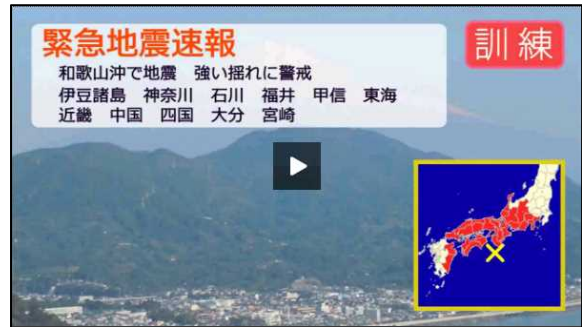 緊急地震速報
訓練
和歌山沖で地震 強い揺れに警戒
伊豆諸島 神奈川 石川 福井 甲信 東海
近畿 中国 四国 大分 宮崎